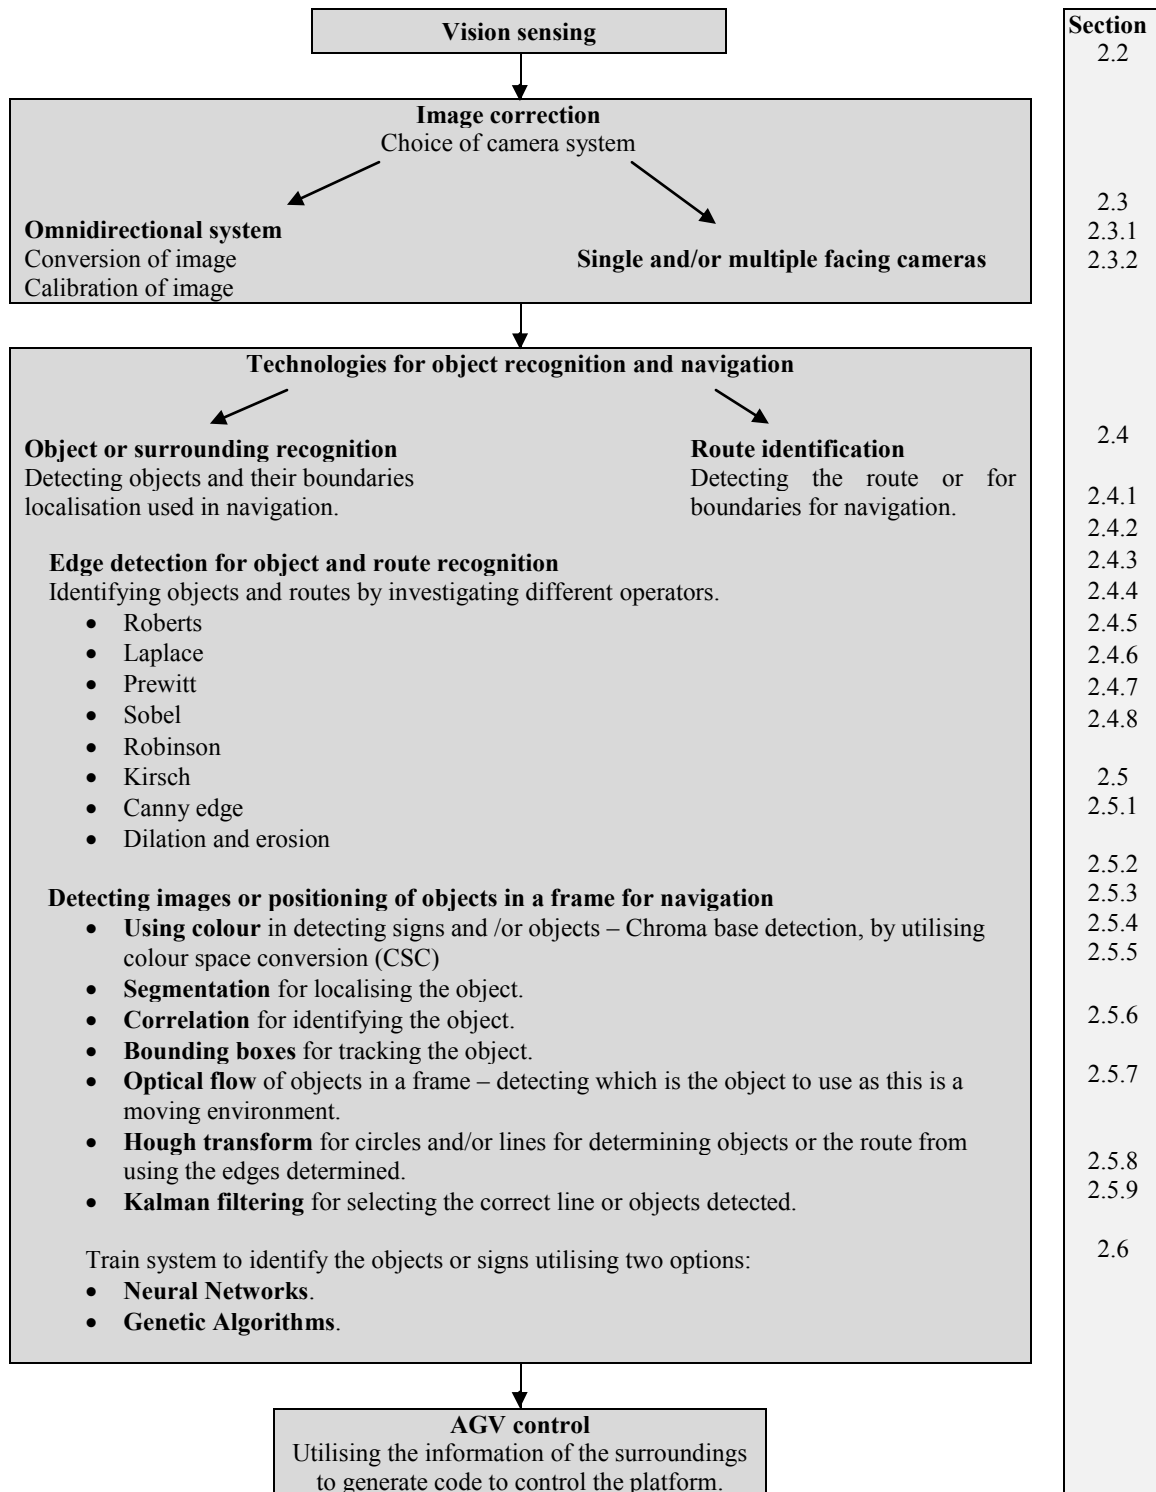 Vision sensing
Image correction
Choice of camera system
Omnidirectional system
Conversion of image
Calibration of image
Single and/or multiple facing cameras
Technologies for object recognition and navigation
Object or surrounding recognition
Detecting objects and their boundaries
localisation used in navigation.
Route identification
Detecting the route or for
boundaries for navigation.
Edge detection for object and route recognition
Identifying objects and routes by investigating different operators.
• Roberts
• Laplace
• Prewitt
• Sobel
• Robinson
• Kirsch
• Canny edge
• Dilation and erosion
Detecting images or positioning of objects in a frame for navigation
• Using colour in detecting signs and /or objects – Chroma base detection, by utilising
colour space conversion (CSC)
• Segmentation for localising the object.
• Correlation for identifying the object.
• Bounding boxes for tracking the object.
• Optical flow of objects in a frame – detecting which is the object to use as this is a
moving environment.
• Hough transform for circles and/or lines for determining objects or the route from
using the edges determined.
• Kalman filtering for selecting the correct line or objects detected.
Train system to identify the objects or signs utilising two options:
• Neural Networks.
• Genetic Algorithms.
AGV control
Utilising the information of the surroundings
to generate code to control the platform.
Section
2.2
2.3
2.3.1
2.3.2
2.4
2.4.1
2.4.2
2.4.3
2.4.4
2.4.5
2.4.6
2.4.7
2.4.8
2.5
2.5.1
2.5.2
2.5.3
2.5.4
2.5.5
2.5.6
2.5.7
2.5.8
2.5.9
2.6